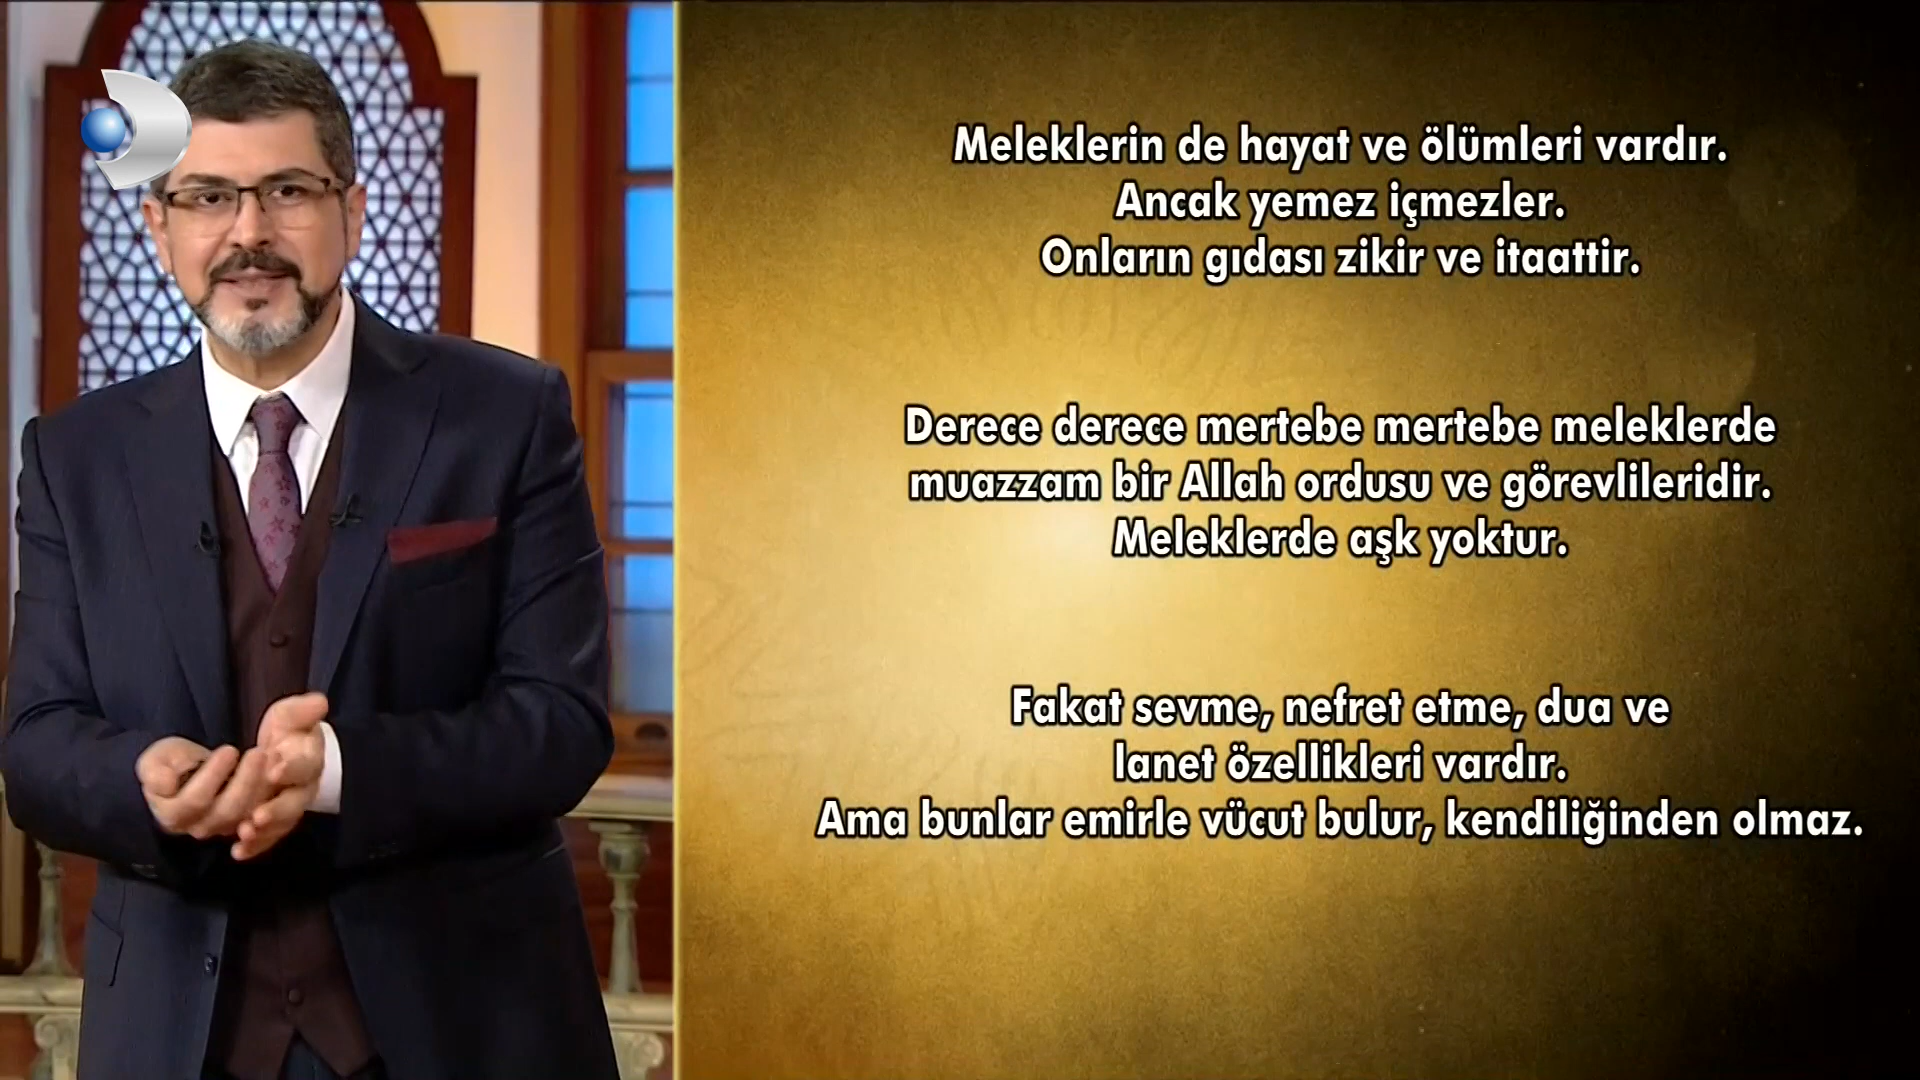 Meleklerin de hayat ve ölümleri vardır.
Ancak yemez içmezler.
Onların gıdası zikir ve itaattir.
Derece derece mertebe mertebe meleklerde
muazzam bir Allah ordusu ve görevlileridir.
Meleklerde aşk yoktur.
Fakat sevme, nefret etme, dua ve
lanet özellikleri vardır.
Ama bunlar emirle vücut bulur, kendiliğinden olmaz.